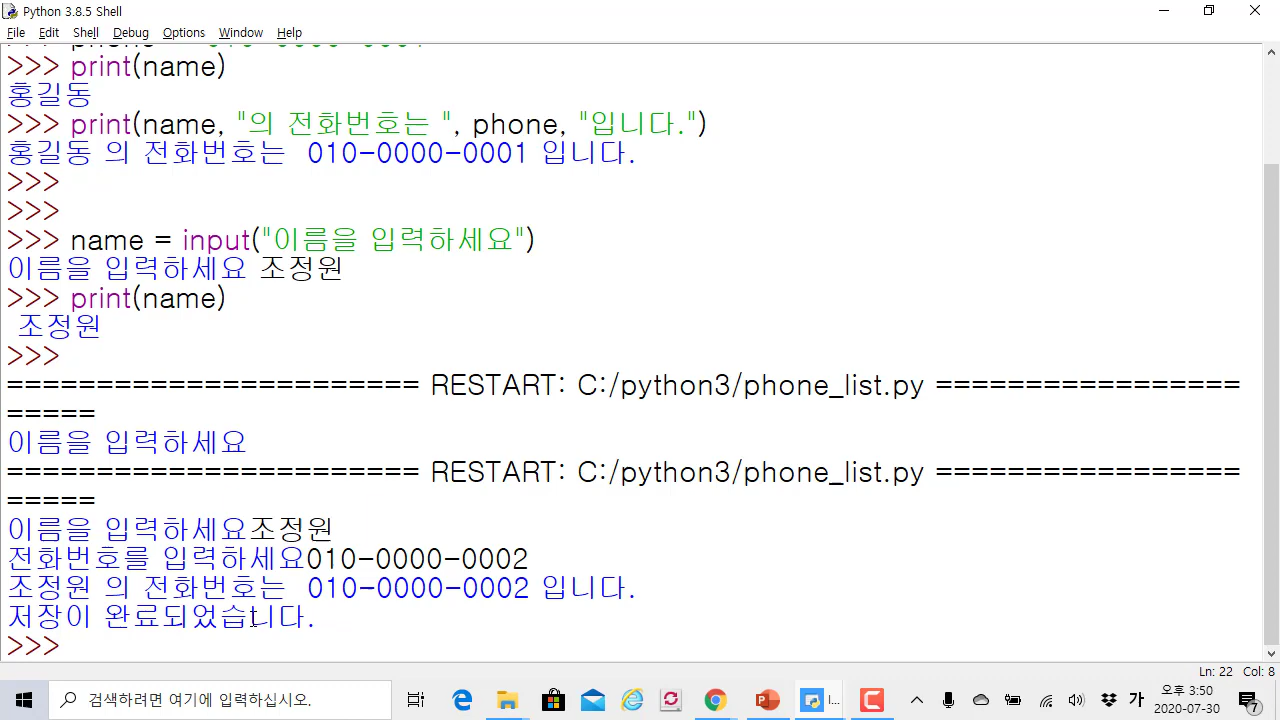 Python 3.8.5 Shell
File Edit Shell Debug Options Window Help
>>> print(name)
홍길동
>>> print(name, "의 전화번호는 ", phone, "입니다.")
홍길동 의 전화번호는  010-0000-0001 입니다.
>>>
>>>
>>> name = input("이름을 입력하세요")
이름을 입력하세요 조정원
>>> print(name)
 조정원
>>>
======================= RESTART: C:/python3/phone_list.py =================
=====
이름을 입력하세요
======================= RESTART: C:/python3/phone_list.py =================
=====
이름을 입력하세요조정원
전화번호를 입력하세요010-0000-0002
조정원 의 전화번호는  010-0000-0002 입니다.
저장이 완료되었습니다.
>>>
Ln: 22 Col: 8
검색하려면 여기에 입력하십시오.
가
오후 3:50
2020-07-30
7